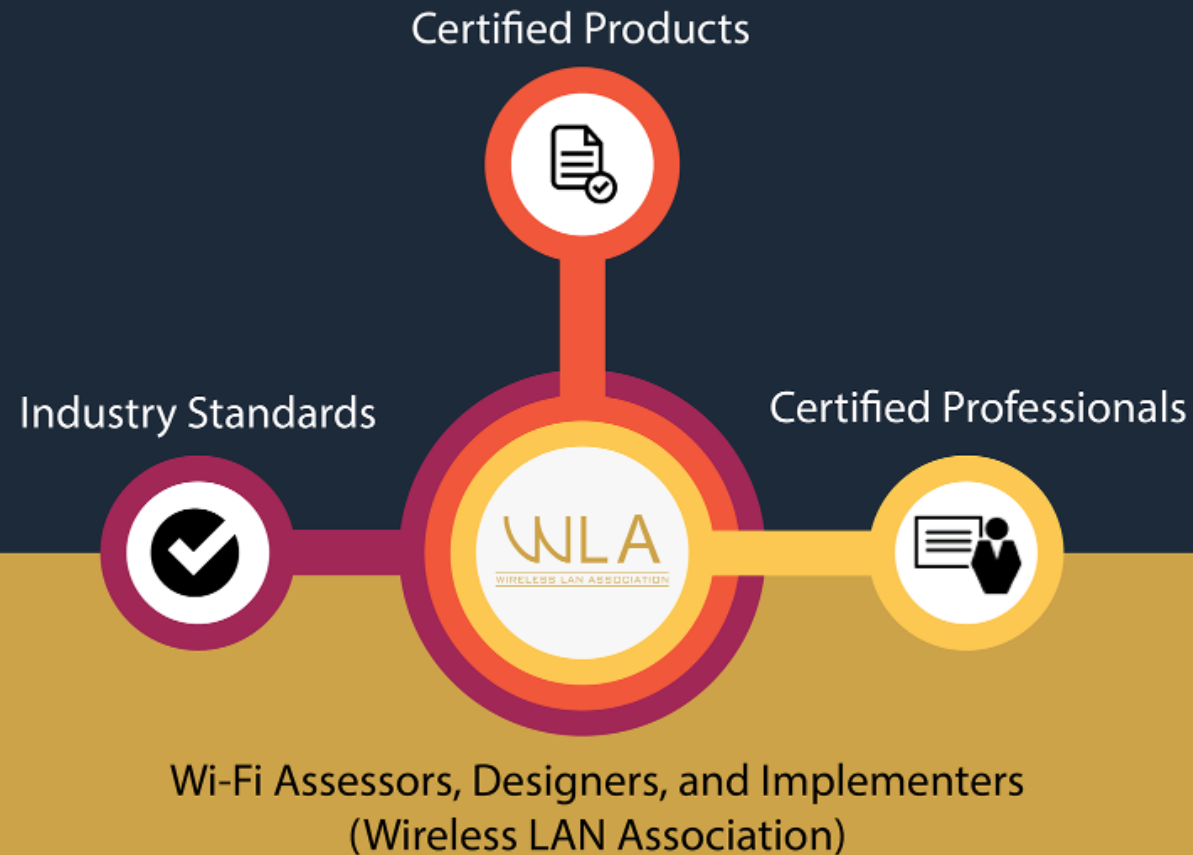 Certified Products
Industry Standards
Certified Professionals
WLA
WIRELESS LAN ASSOCIATION
Wi-Fi Assessors, Designers, and Implementers
(Wireless LAN Association)